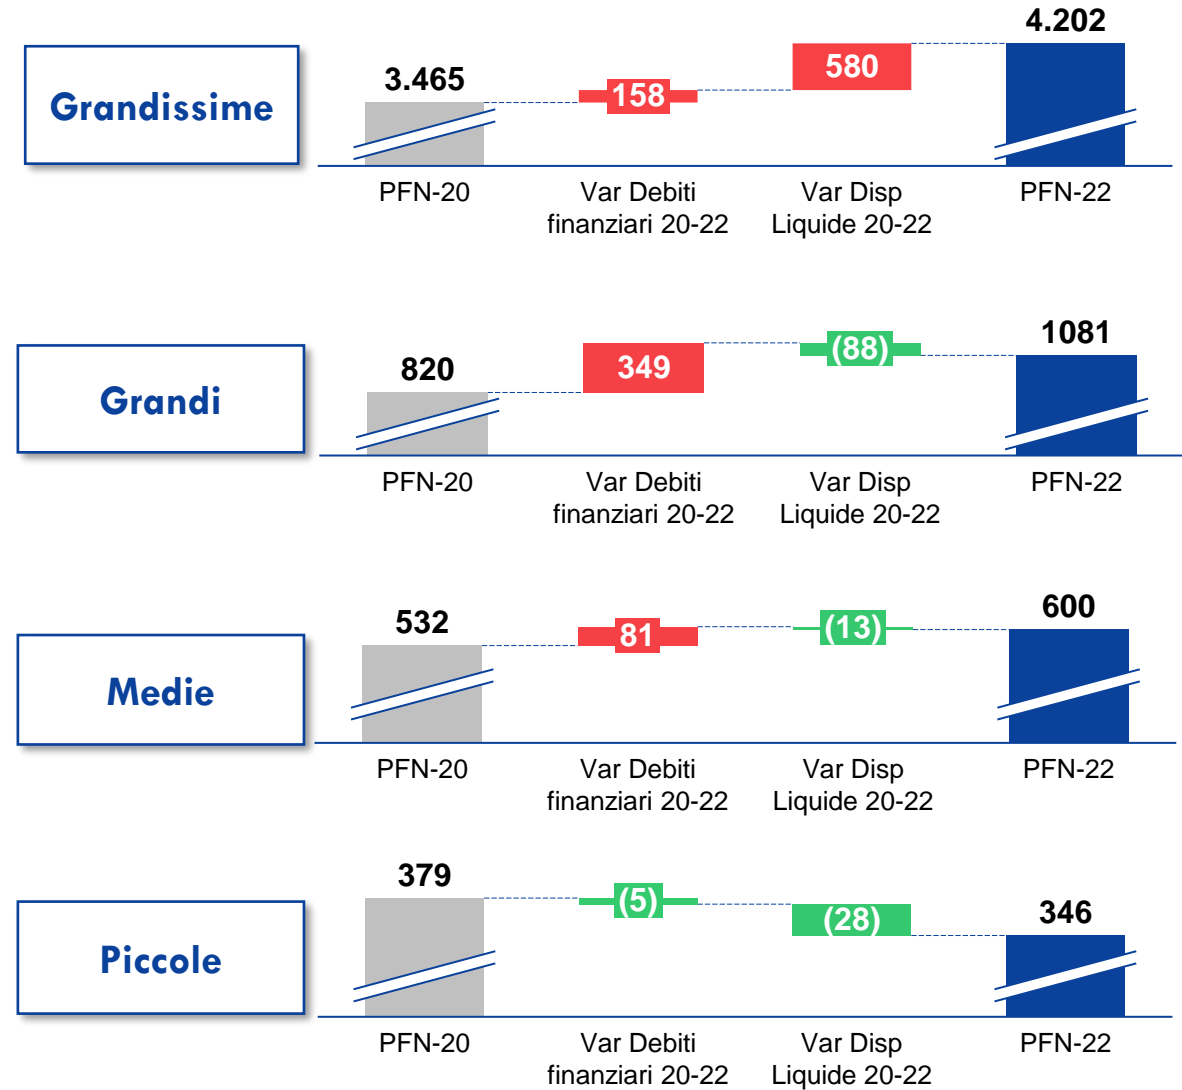 Grandissime
3.465
158
580
4.202
PFN-20
Var Debiti
finanziari 20-22
Var Disp
Liquide 20-22
PFN-22
Grandi
820
349
(88)
1081
PFN-20
Var Debiti
finanziari 20-22
Var Disp
Liquide 20-22
PFN-22
Medie
532
81
(13)
600
PFN-20
Var Debiti
finanziari 20-22
Var Disp
Liquide 20-22
PFN-22
Piccole
379
(5)
(28)
346
PFN-20
Var Debiti
finanziari 20-22
Var Disp
Liquide 20-22
PFN-22